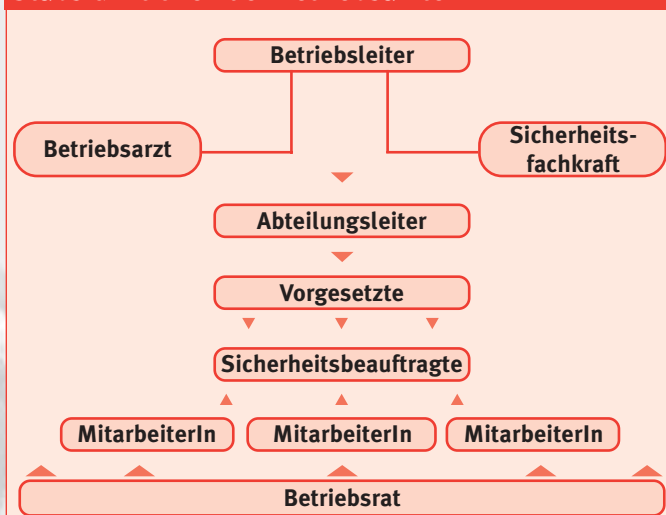 Betriebsleiter
Betriebsarzt
Sicherheits-
fachkraft
Abteilungsleiter
Vorgesetzte
Sicherheitsbeauftragte
MitarbeiterIn MitarbeiterIn MitarbeiterIn
Betriebsrat